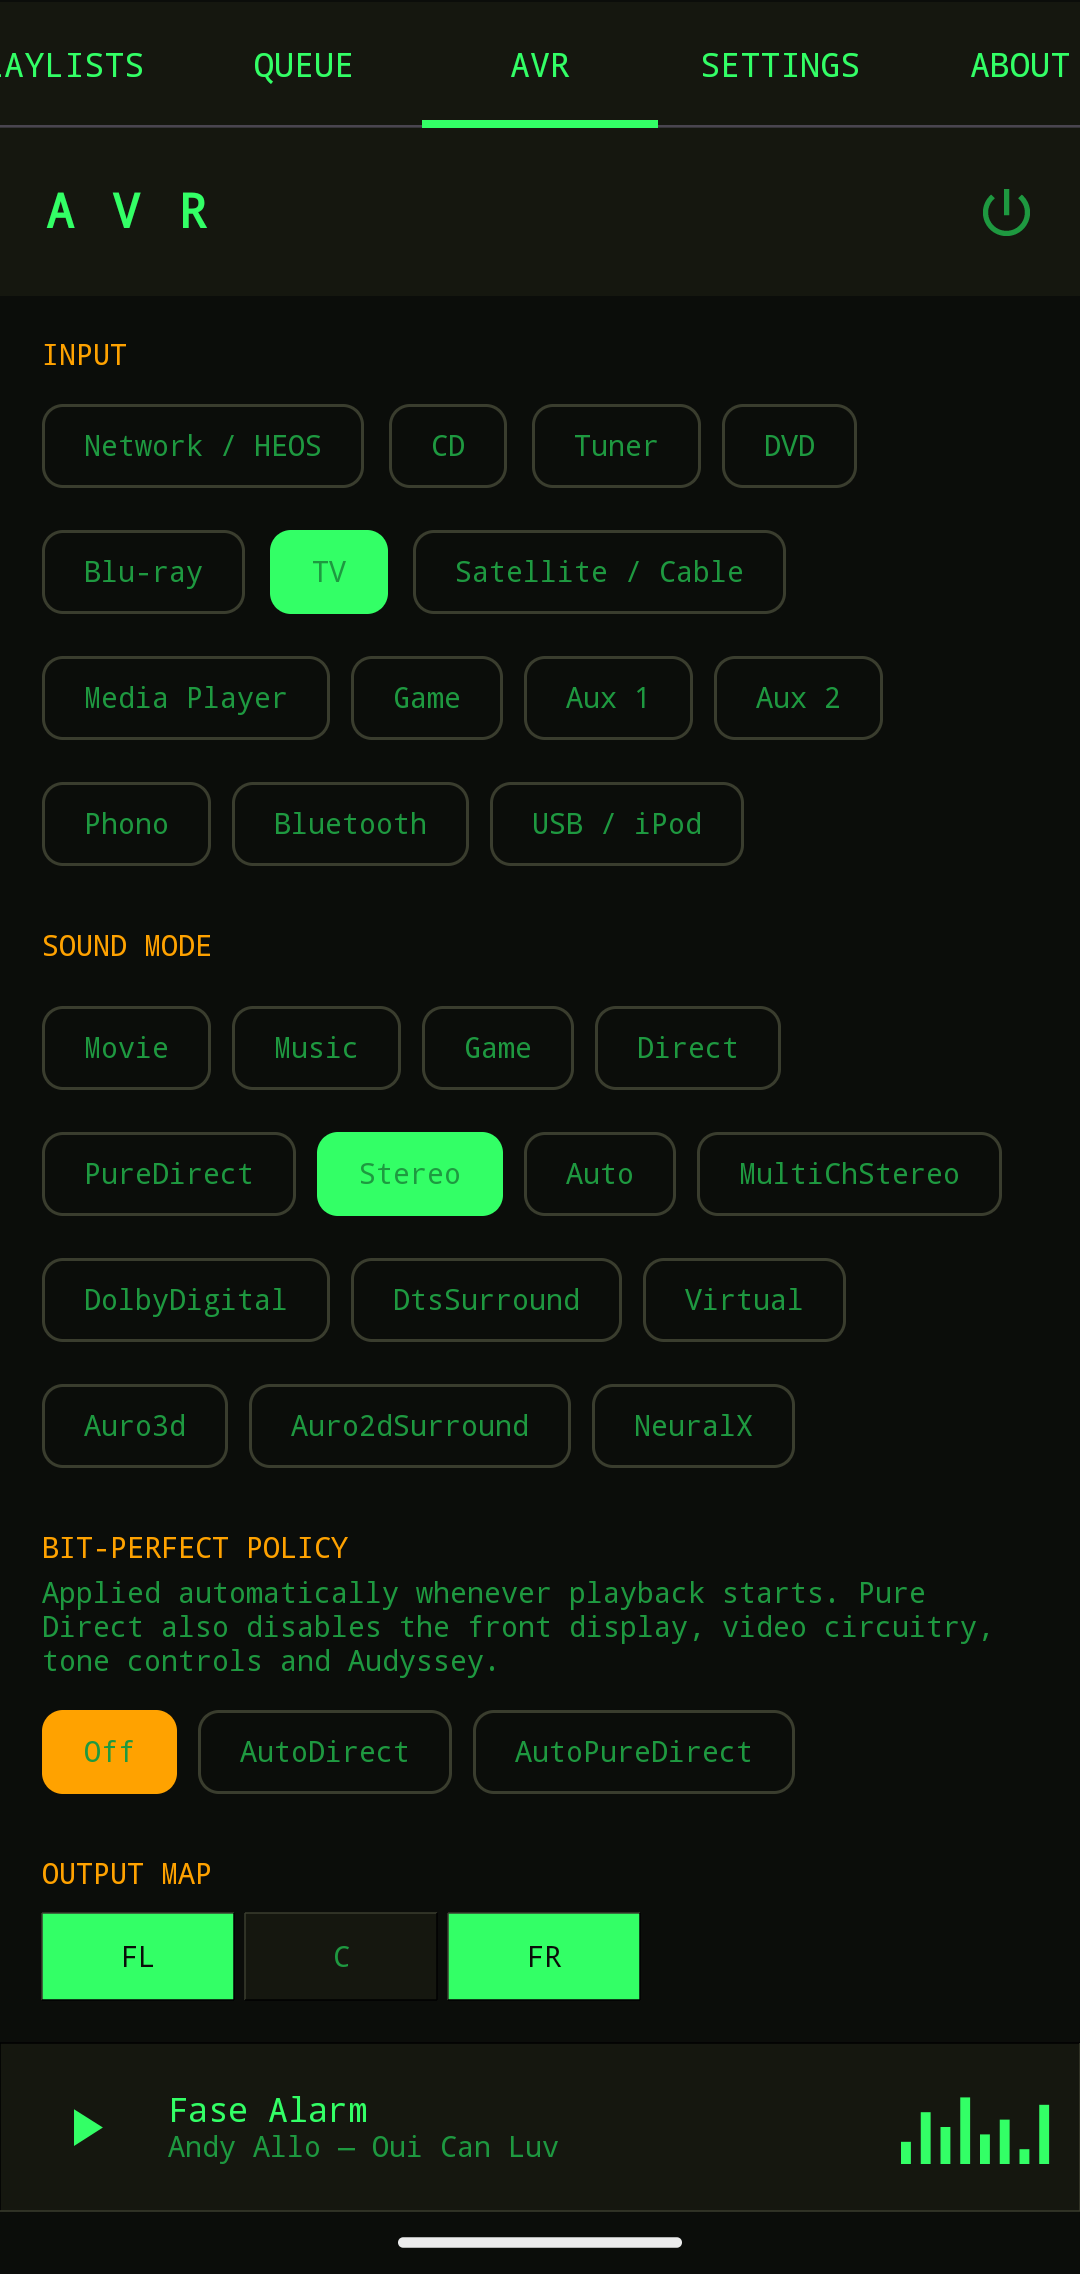 LAYLISTS QUEUE AVR SETTINGS ABOUT
A V R
INPUT
Network / HEOS CD Tuner DVD
Blu-ray TV Satellite / Cable
Media Player Game Aux 1 Aux 2
Phono Bluetooth USB / iPod
SOUND MODE
Movie Music Game Direct
PureDirect Stereo Auto MultiChStereo
DolbyDigital DtsSurround Virtual
Auro3d Auro2dSurround NeuralX
BIT-PERFECT POLICY
Applied automatically whenever playback starts. Pure
Direct also disables the front display, video circuitry,
tone controls and Audyssey.
Off AutoDirect AutoPureDirect
OUTPUT MAP
FL C FR
Fase Alarm
Andy Allo — Oui Can Luv